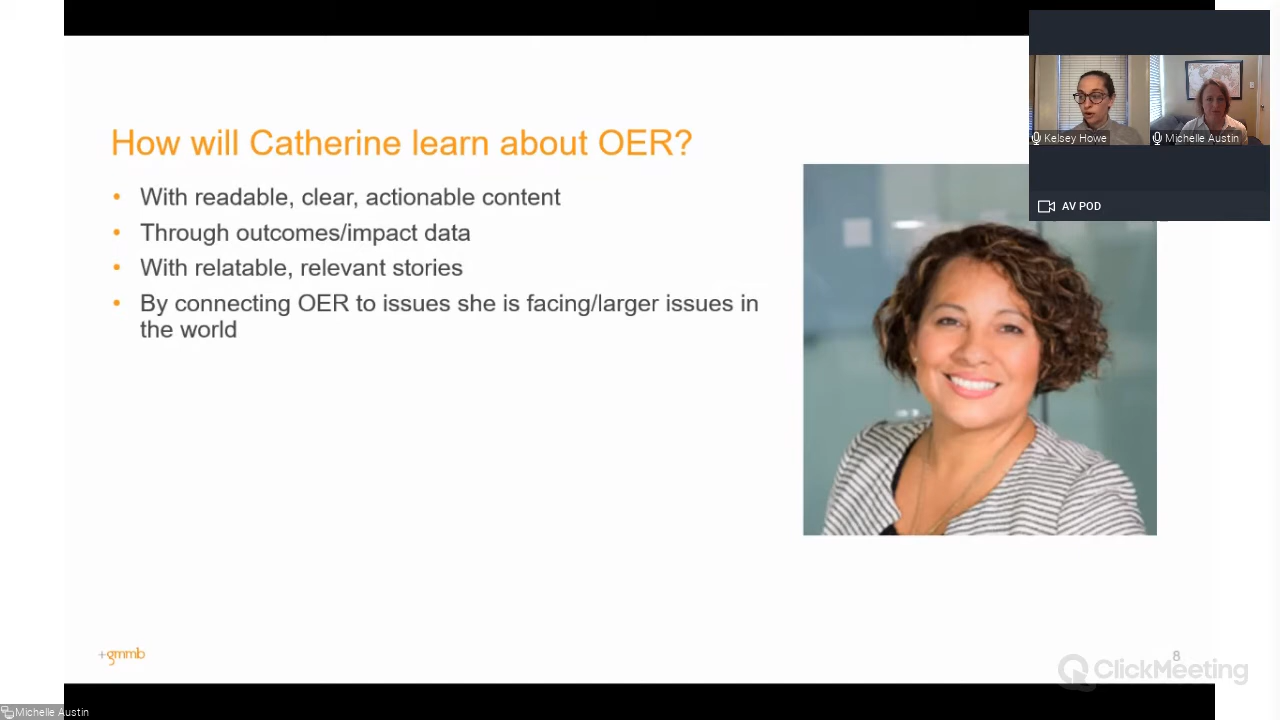 How will Catherine learn about OER?
• With readable, clear, actionable content
• Through outcomes/impact data
• With relatable, relevant stories
• By connecting OER to issues she is facing/larger issues in
the world
Kelsey Howe
Michelle Austin
AV POD
+gmmb
8
ClickMeeting
Michelle Austin